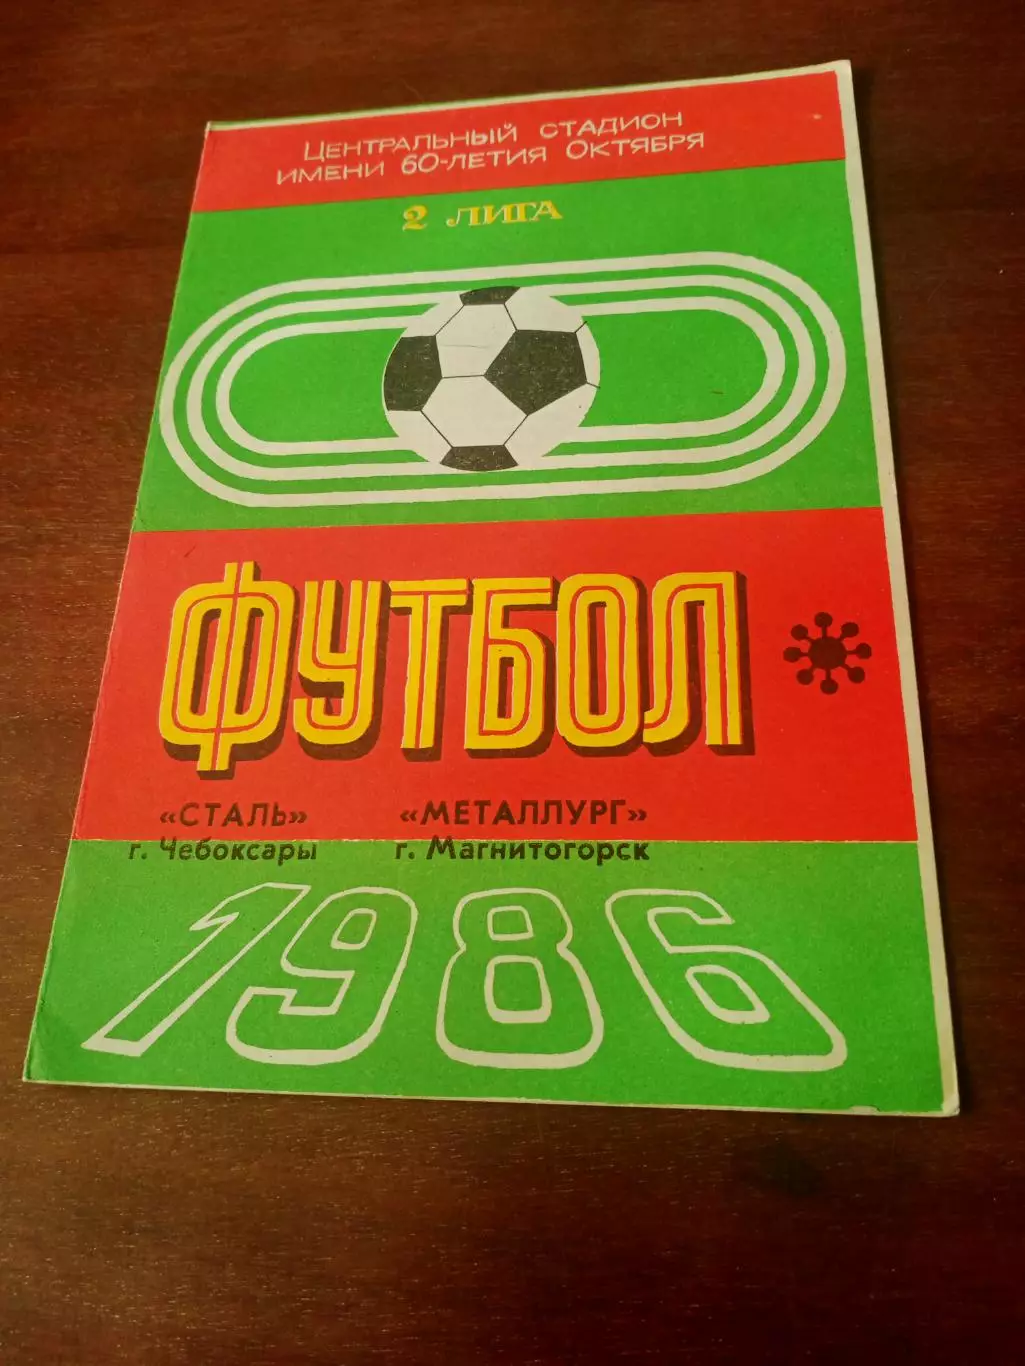 ЦЕНТРАЛЬНЫЙ СТАДИОН
ИМЕНИ 60-ЛЕТИЯ ОКТЯБРЯ
2 ЛИГА
ФУТБОЛ
«СТАЛЬ» «МЕТАЛЛУРГ»
г. Чебоксары г. Магнитогорск
1986